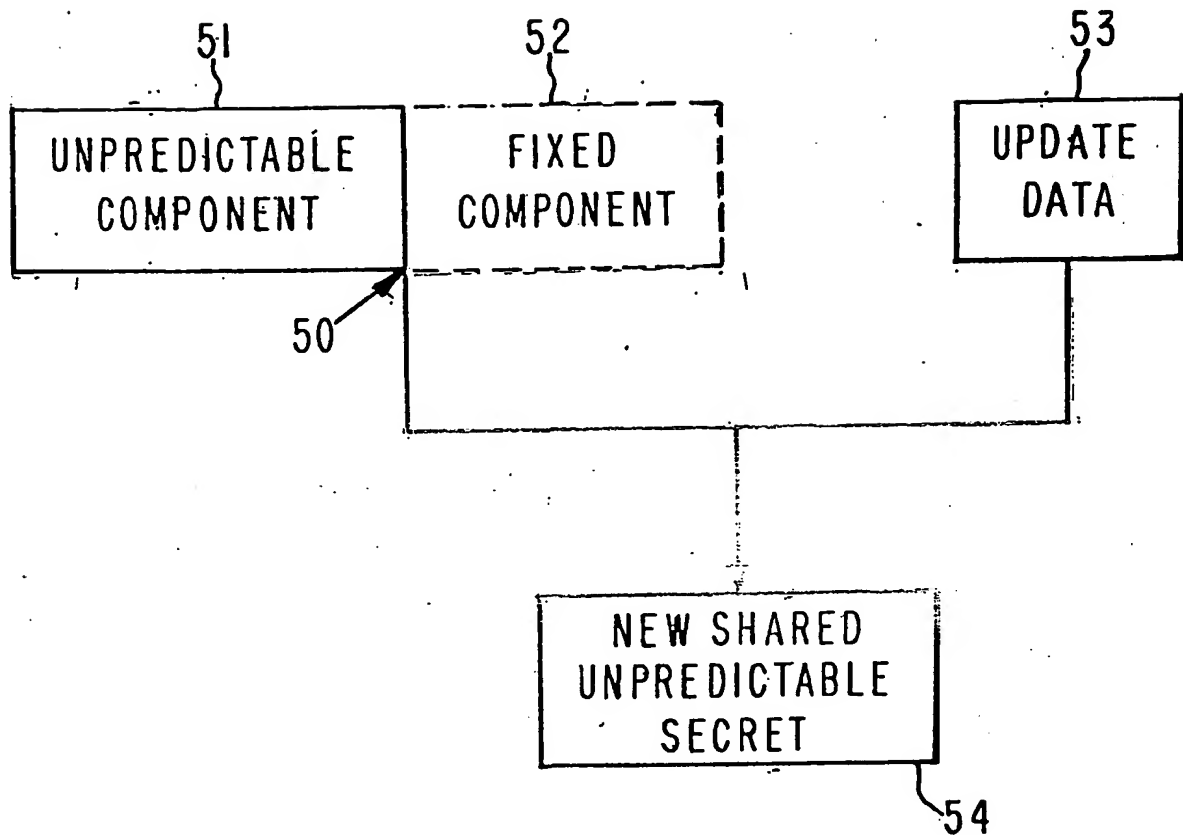 51
52
53
UNPREDICTABLE
COMPONENT
FIXED
COMPONENT
UPDATE
DATA
50
NEW SHARED
UNPREDICTABLE
SECRET
54